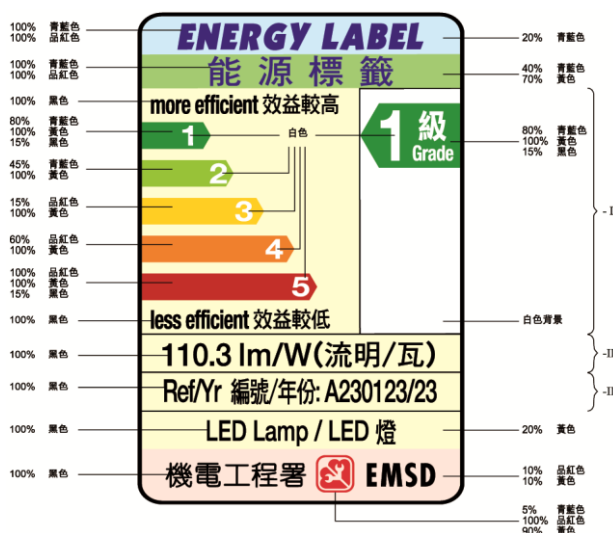 100% 青藍色
100% 品紅色
100% 青藍色
100% 品紅色
100% 黑色
80% 青藍色
100% 黃色
15% 黑色
45% 青藍色
100% 黃色
15% 品紅色
100% 黃色
60% 品紅色
100% 黃色
100% 品紅色
100% 黃色
15% 黑色
100% 黑色
100% 黑色
100% 黑色
100% 黑色
100% 黑色
ENERGY LABEL
能源標籤
more efficient 效益較高
1
2
3
4
5
白色
1 級
Grade
less efficient 效益較低
110.3 lm/W(流明/瓦)
Ref/Yr 編號/年份: A230123/23
LED Lamp / LED 燈
機電工程署 EMSD
20% 青藍色
40% 青藍色
70% 黃色
80% 青藍色
100% 黃色
15% 黑色
白色背景
20% 黃色
10% 品紅色
10% 黃色
5% 青藍色
100% 品紅色
90% 黃色